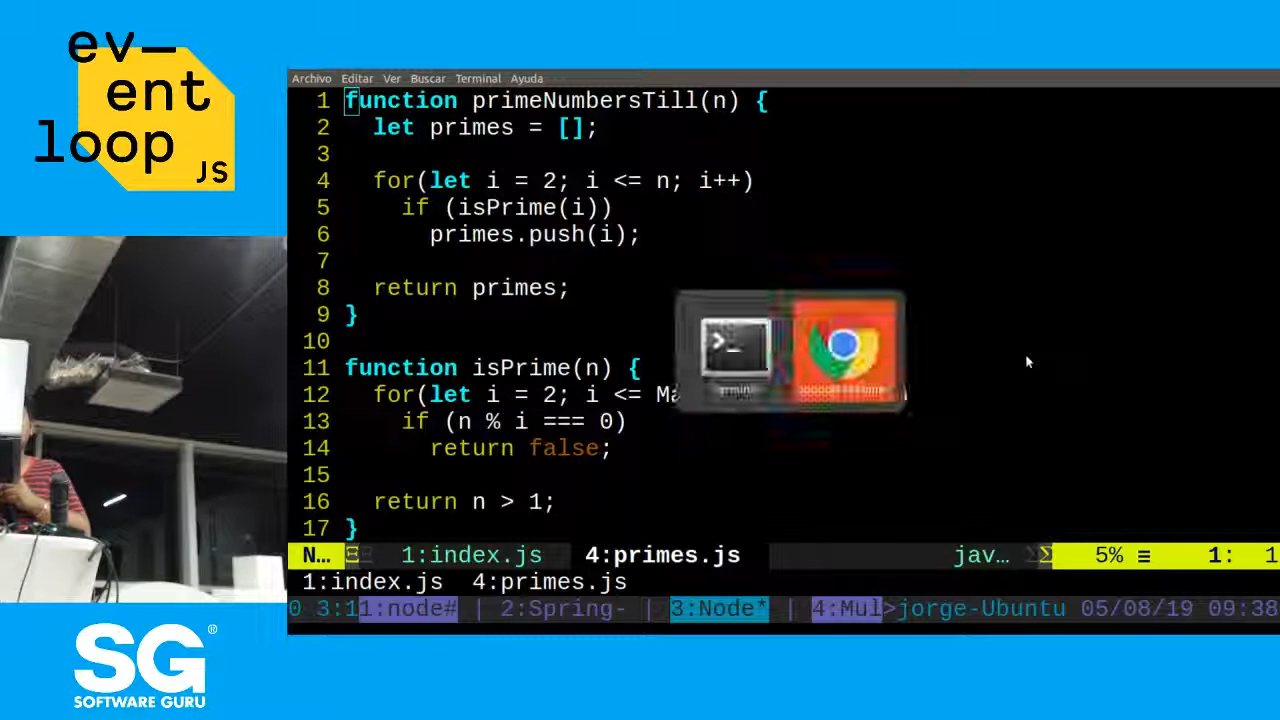 ev—
ent
loop
JS
Archivo Editar Ver Buscar Terminal Ayuda
1 function primeNumbersTill(n) {
2 let primes = [];
3
4 for(let i = 2; i <= n; i++)
5 if (isPrime(i))
6 primes.push(i);
7
8 return primes;
9 }
10
11 function isPrime(n) {
12 for(let i = 2; i <=
13 if (n % i === 0)
14 return false;
15
16 return n > 1;
17 }
N… 1:index.js 4:primes.js jav… 5% ≡ 1: 1
1:index.js 4:primes.js
0 3:1 1:node# | 2:Spring- | 3:Node* | 4:Mul>jorge-Ubuntu 05/08/19 09:38
SG®
SOFTWARE GURU